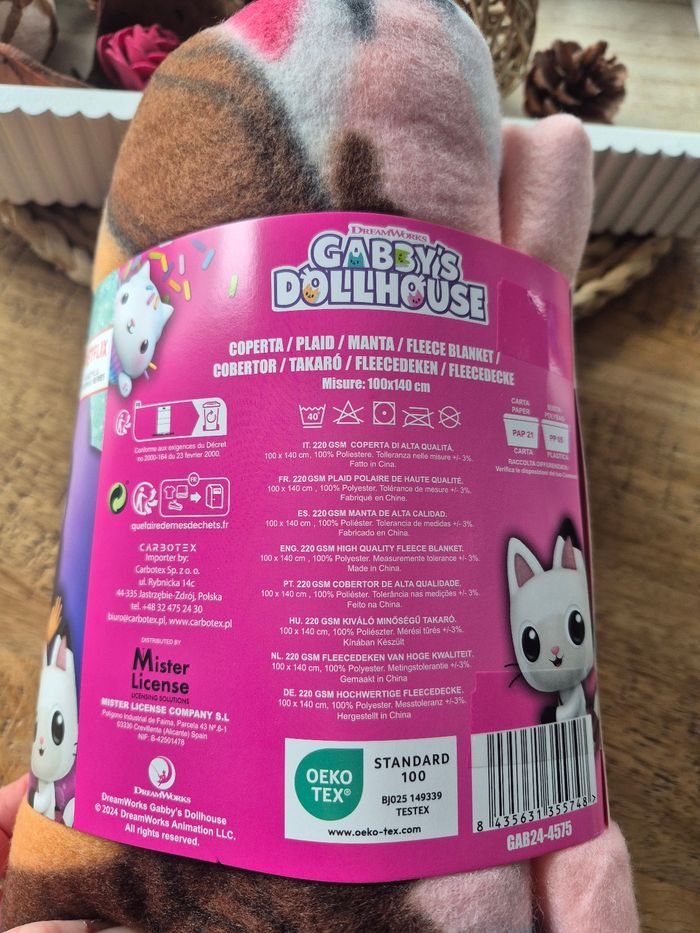 DREAMWORKS
GABBY'S
DOLLHOUSE
COPERTA / PLAID / MANTA / FLEECE BLANKET /
COBERTOR / TAKARÓ / FLEECEDEKEN / FLEECEDECKE
Misure: 100x140 cm
40
CARTA
PAPER
PAP 21
CARTA
PLASTICA
RACCOLTA DIFFERENZIATA
Verifica le disposizioni del tuo Comune
Conforme aux exigences du Décret
no 2000-164 du 23 février 2000.
FR
quefairedemesdechets.fr
IT. 220 GSM COPERTA DI ALTA QUALITÀ.
100 x 140 cm, 100% Poliestere. Tolleranza nelle misure +/- 3%.
Fatto in Cina.
FR. 220 GSM PLAID POLAIRE DE HAUTE QUALITÉ.
100 x 140 cm , 100% Polyester. Tolérance de mesure +/- 3%.
Fabriqué en Chine.
ES. 220 GSM MANTA DE ALTA CALIDAD.
100 x 140 cm , 100% Poliéster. Tolerancia de medidas +/- 3%.
Fabricado en China.
ENG. 220 GSM HIGH QUALITY FLEECE BLANKET.
100 x 140 cm , 100% Polyester. Measuremente tolerance +/- 3%.
Made in China.
PT. 220 GSM COBERTOR DE ALTA QUALIDADE.
100 x 140 cm , 100% Poliéster. Tolerância nas medições +/- 3%.
Feito na China.
HU. 220 GSM KIVÁLÓ MINŐSÉGŰ TAKARÓ.
100 x 140 cm, 100% Poliészter. Mérési tűrés +/-3%.
Kínában Készült
NL. 220 GSM FLEECEDEKEN VAN HOGE KWALITEIT.
100 x 140 cm, 100% Polyester. Metingstolerantie +/-3%.
Gemaakt in China
DE. 220 GSM HOCHWERTIGE FLEECEDECKE.
100 x 140 cm, 100% Polyester. Messtoleranz +/-3%.
Hergestellt in China
CARBOTEX
Importer by:
Carbotex Sp. z o. o.
ul. Rybnicka 14c
44-335 Jastrzębie-Zdrój, Polska
tel. +48 32 475 24 30
biuro@carbotex.pl, www.carbotex.pl
DISTRIBUTED BY
Mister
License
LICENSING SOLUTIONS
MISTER LICENSE COMPANY S.L
Polígono Industrial de Faima, Parcela 43 Nº 6-1
03330 Crevillente (Alicante) Spain
NIF: B-42501478
DREAMWORKS
DreamWorks Gabby's Dollhouse
© 2024 DreamWorks Animation LLC.
All rights reserved.
OEKO
TEX®
STANDARD
100
BJ025 149339
TESTEX
www.oeko-tex.com
8 435631 355748 >
GAB24-4575